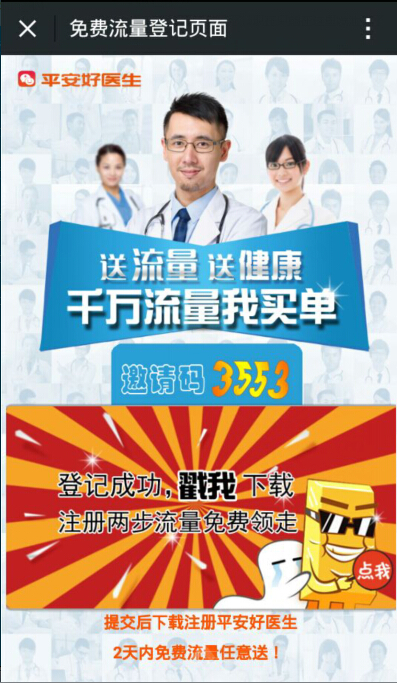 免费流量登记页面
平安好医生
送流量 送健康
千万流量我买单
邀请码 3553
登记成功，戳我下载
注册两步流量免费领走
点我
提交后下载注册平安好医生
2天内免费流量任意送！